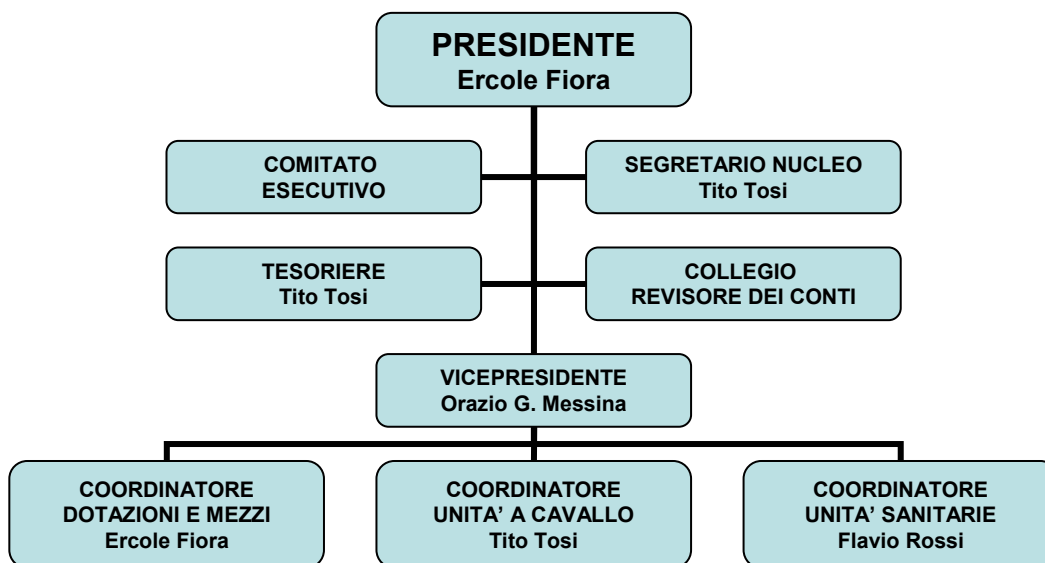 PRESIDENTE
Ercole Fiora
COMITATO
ESECUTIVO
SEGRETARIO NUCLEO
Tito Tosi
TESORIERE
Tito Tosi
COLLEGIO
REVISORE DEI CONTI
VICEPRESIDENTE
Orazio G. Messina
COORDINATORE
DOTAZIONI E MEZZI
Ercole Fiora
COORDINATORE
UNITA’ A CAVALLO
Tito Tosi
COORDINATORE
UNITA’ SANITARIE
Flavio Rossi